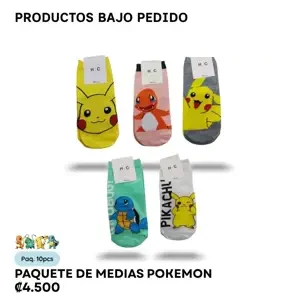 PRODUCTOS BAJO PEDIDO
H&C
H&C
H&C
H&C
H&C
PIKACHU
Paq. 10pcs
PAQUETE DE MEDIAS POKEMON
₡4.500